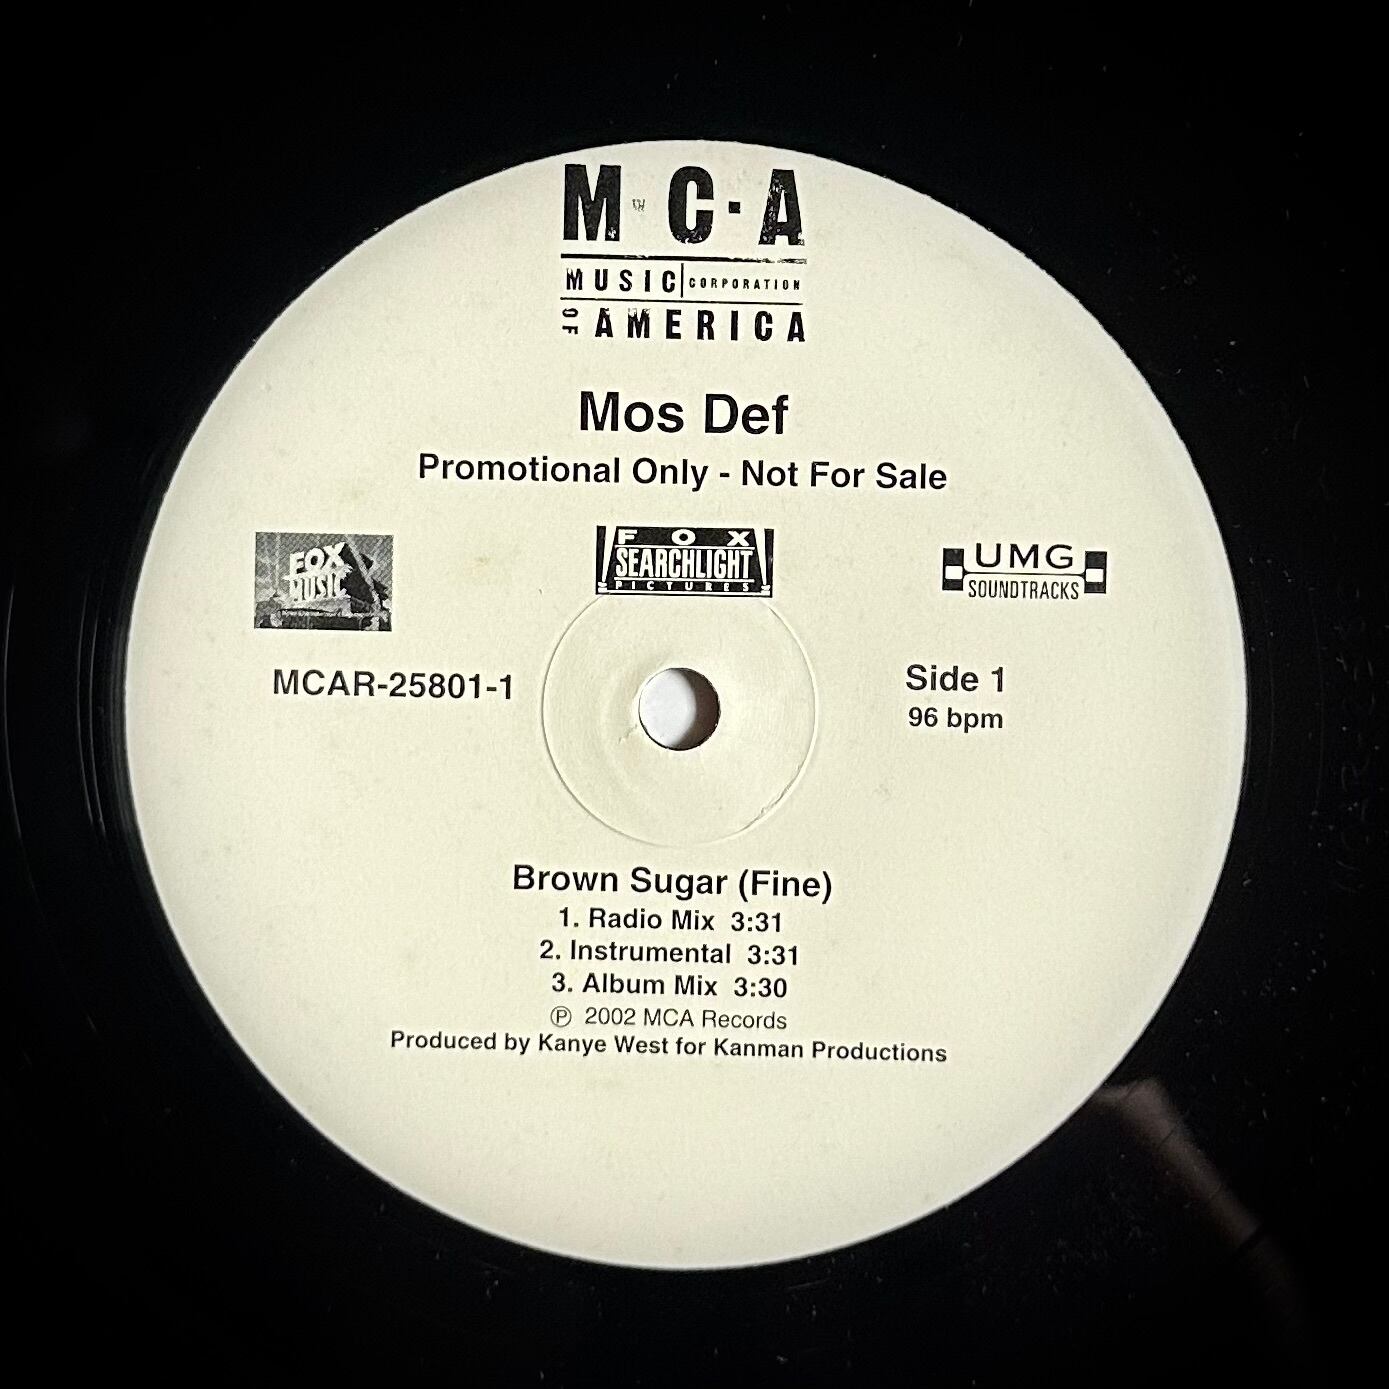 M·C·A
MUSIC CORPORATION
OF AMERICA
Mos Def
Promotional Only - Not For Sale
FOX
MUSIC
FOX
SEARCHLIGHT
PICTURES
UMG
SOUNDTRACKS
MCAR-25801-1
Side 1
96 bpm
Brown Sugar (Fine)
1. Radio Mix 3:31
2. Instrumental 3:31
3. Album Mix 3:30
℗ 2002 MCA Records
Produced by Kanye West for Kanman Productions